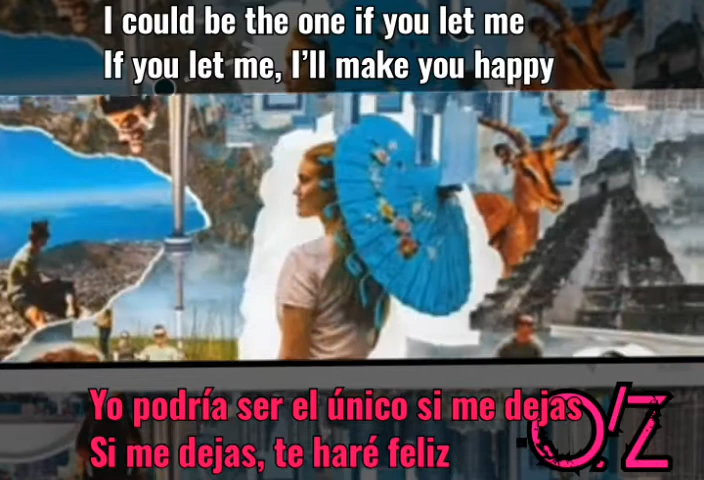 I could be the one if you let me
If you let me, I'll make you happy
Yo podría ser el único si me dejas
Si me dejas, te haré feliz
O'Z